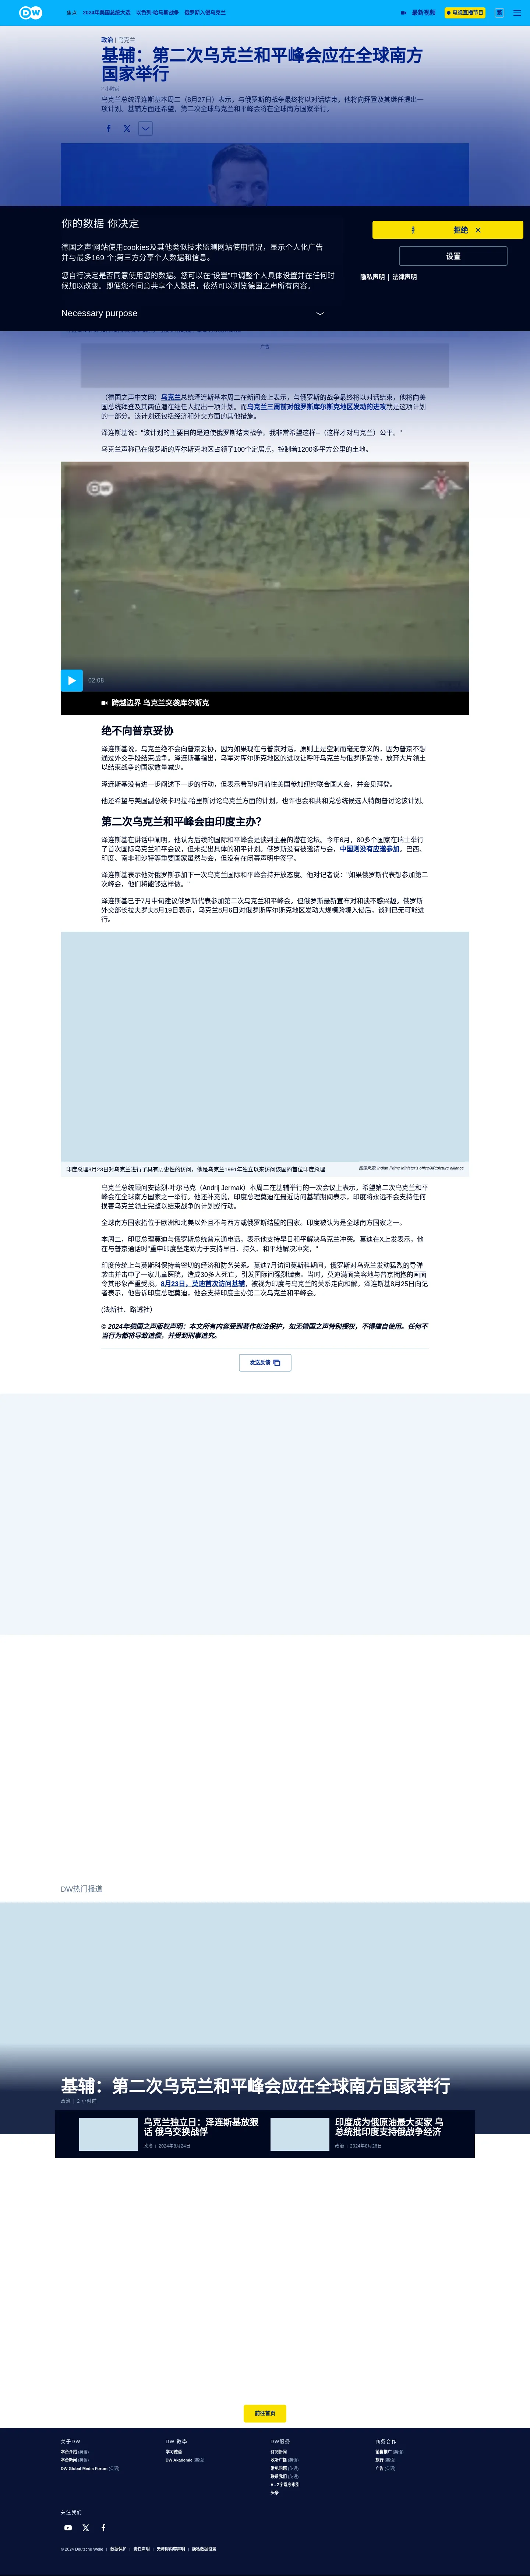 DW
焦点 2024年美国总统大选 以色列-哈马斯战争 俄罗斯入侵乌克兰
最新视频
电视直播节目
繁
政治 | 乌克兰
基辅：第二次乌克兰和平峰会应在全球南方
国家举行
2 小时前
乌克兰总统泽连斯基本周二（8月27日）表示，与俄罗斯的战争最终将以对话结束，他将向拜登及其继任提出一
项计划。基辅方面还希望，第二次全球乌克兰和平峰会将在全球南方国家举行。
你的数据 你决定
德国之声'网站使用cookies及其他类似技术监测网站使用情况，显示个人化广告
并与最多169 个;第三方分享个人数据和信息。
您自行决定是否同意使用您的数据。您可以在"设置"中调整个人具体设置并在任何时
候加以改变。即便您不同意共享个人数据，依然可以浏览德国之声所有内容。
Necessary purpose
拒绝
设置
隐私声明 | 法律声明
广告
（德国之声中文网）乌克兰总统泽连斯基本周二在新闻会上表示，与俄罗斯的战争最终将以对话结束，他将向美
国总统拜登及其两位潜在继任人提出一项计划。而乌克兰三周前对俄罗斯库尔斯克地区发动的进攻就是这项计划
的一部分。该计划还包括经济和外交方面的其他措施。
泽连斯基说："该计划的主要目的是迫使俄罗斯结束战争。我非常希望这样--（这样才对乌克兰）公平。"
乌克兰声称已在俄罗斯的库尔斯克地区占领了100个定居点，控制着1200多平方公里的土地。
DW
02:08
跨越边界 乌克兰突袭库尔斯克
绝不向普京妥协
泽连斯基说，乌克兰绝不会向普京妥协，因为如果现在与普京对话，原则上是空洞而毫无意义的，因为普京不想
通过外交手段结束战争。泽连斯基指出，乌军对库尔斯克地区的进攻让呼吁乌克兰与俄罗斯妥协，放弃大片领土
以结束战争的国家数量减少。
泽连斯基没有进一步阐述下一步的行动，但表示希望9月前往美国参加纽约联合国大会，并会见拜登。
他还希望与美国副总统卡玛拉·哈里斯讨论乌克兰方面的计划，也许也会和共和党总统候选人特朗普讨论该计划。
第二次乌克兰和平峰会由印度主办？
泽连斯基在讲话中阐明，他认为后续的国际和平峰会是谈判主要的潜在论坛。今年6月，80多个国家在瑞士举行
了首次国际乌克兰和平会议，但未能提出具体的和平计划。俄罗斯没有被邀请与会，中国则没有应邀参加。巴西、
印度、南非和沙特等重要国家虽然与会，但没有在闭幕声明中签字。
泽连斯基表示他对俄罗斯参加下一次乌克兰国际和平峰会持开放态度。他对记者说："如果俄罗斯代表想参加第二
次峰会，他们将能够这样做。"
泽连斯基已于7月中旬建议俄罗斯代表参加第二次乌克兰和平峰会。但俄罗斯最新宣布对和谈不感兴趣。俄罗斯
外交部长拉夫罗夫8月19日表示，乌克兰8月6日对俄罗斯库尔斯克地区发动大规模跨境入侵后，谈判已无可能进
行。
印度总理8月23日对乌克兰进行了具有历史性的访问，他是乌克兰1991年独立以来访问该国的首位印度总理
图像来源: Indian Prime Minister's office/AP/picture alliance
乌克兰总统顾问安德烈·叶尔马克（Andrij Jermak）本周二在基辅举行的一次会议上表示，希望第二次乌克兰和平
峰会在全球南方国家之一举行。他还补充说，印度总理莫迪在最近访问基辅期间表示，印度将永远不会支持任何
损害乌克兰领土完整以结束战争的计划或行动。
全球南方国家指位于欧洲和北美以外且不与西方或俄罗斯结盟的国家。印度被认为是全球南方国家之一。
本周二，印度总理莫迪与俄罗斯总统普京通电话，表示他支持早日和平解决乌克兰冲突。莫迪在X上发表表示，他
在与普京通话时"重申印度坚定致力于支持早日、持久、和平地解决冲突，"
印度传统上与莫斯科保持着密切的经济和防务关系。莫迪7月访问莫斯科期间，俄罗斯对乌克兰发动猛烈的导弹
袭击并击中了一家儿童医院，造成30多人死亡，引发国际间强烈谴责。当时，莫迪满面笑容地与普京拥抱的画面
令其形象严重受损。8月23日，莫迪首次访问基辅，被视为印度与乌克兰的关系走向和解。泽连斯基8月25日向记
者表示，他告诉印度总理莫迪，他会支持印度主办第二次乌克兰和平峰会。
(法新社、路透社）
© 2024年德国之声版权声明：本文所有内容受到著作权法保护，如无德国之声特别授权，不得擅自使用。任何不
当行为都将导致追偿，并受到刑事追究。
发送反馈
DW热门报道
基辅：第二次乌克兰和平峰会应在全球南方国家举行
政治 | 2 小时前
乌克兰独立日：泽连斯基放狠
话 俄乌交换战俘
政治 | 2024年8月24日
印度成为俄原油最大买家 乌
总统批印度支持俄战争经济
政治 | 2024年8月26日
前往首页
关于DW
本台介绍 (英语)
本台新闻 (英语)
DW Global Media Forum (英语)
DW 教學
学习德语
DW Akademie (英语)
DW服务
订阅新闻
收听广播 (英语)
常见问题 (英语)
联系我们 (英语)
A - Z字母序索引
头条
商务合作
销售推广 (英语)
旅行 (英语)
广告 (英语)
关注我们
© 2024 Deutsche Welle | 数据保护 | 责任声明 | 无障碍内容声明 | 隐私数据设置